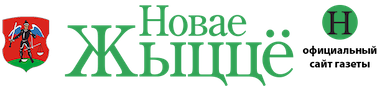 Новае
Жыццё
Н
официальный
сайт газеты